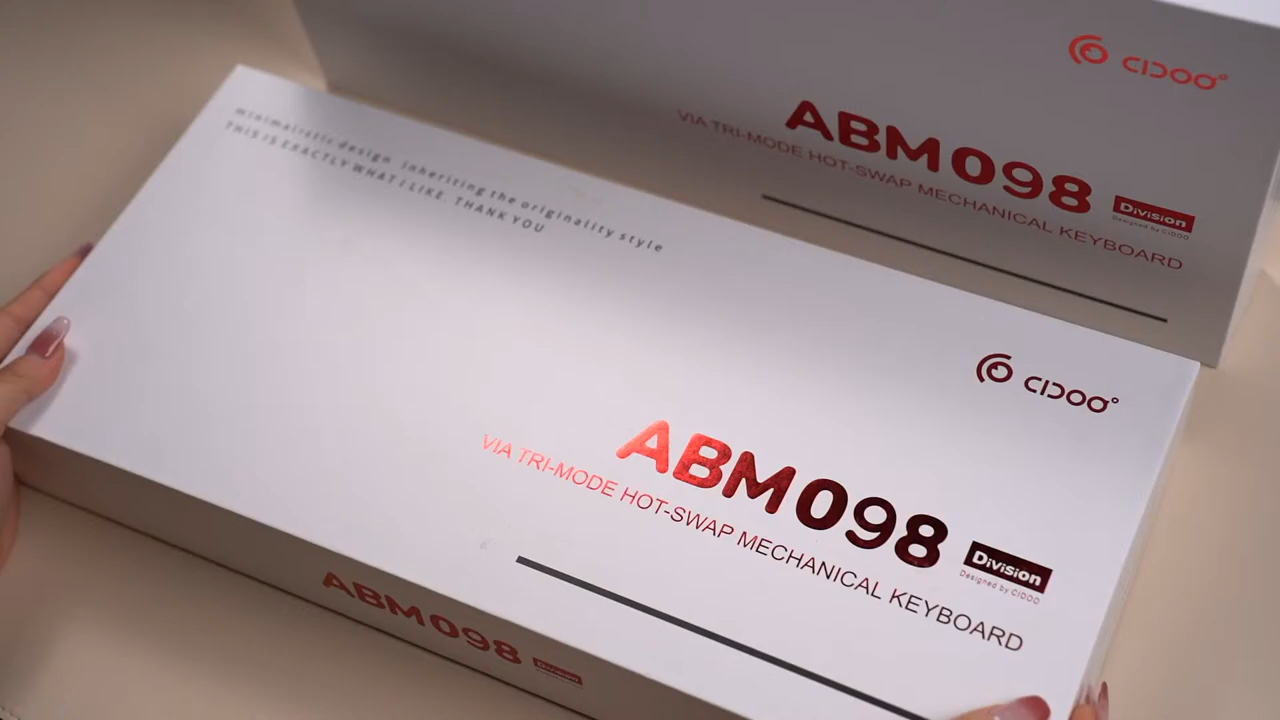 CIDOO
ABM098
Division
Designed by CIDOO
VIA TRI-MODE HOT-SWAP MECHANICAL KEYBOARD
minimalistic design inheriting the originality style
THIS IS EXACTLY WHAT I LIKE. THANK YOU
CIDOO
ABM098
Division
Designed by CIDOO
VIA TRI-MODE HOT-SWAP MECHANICAL KEYBOARD
ABM098
Division